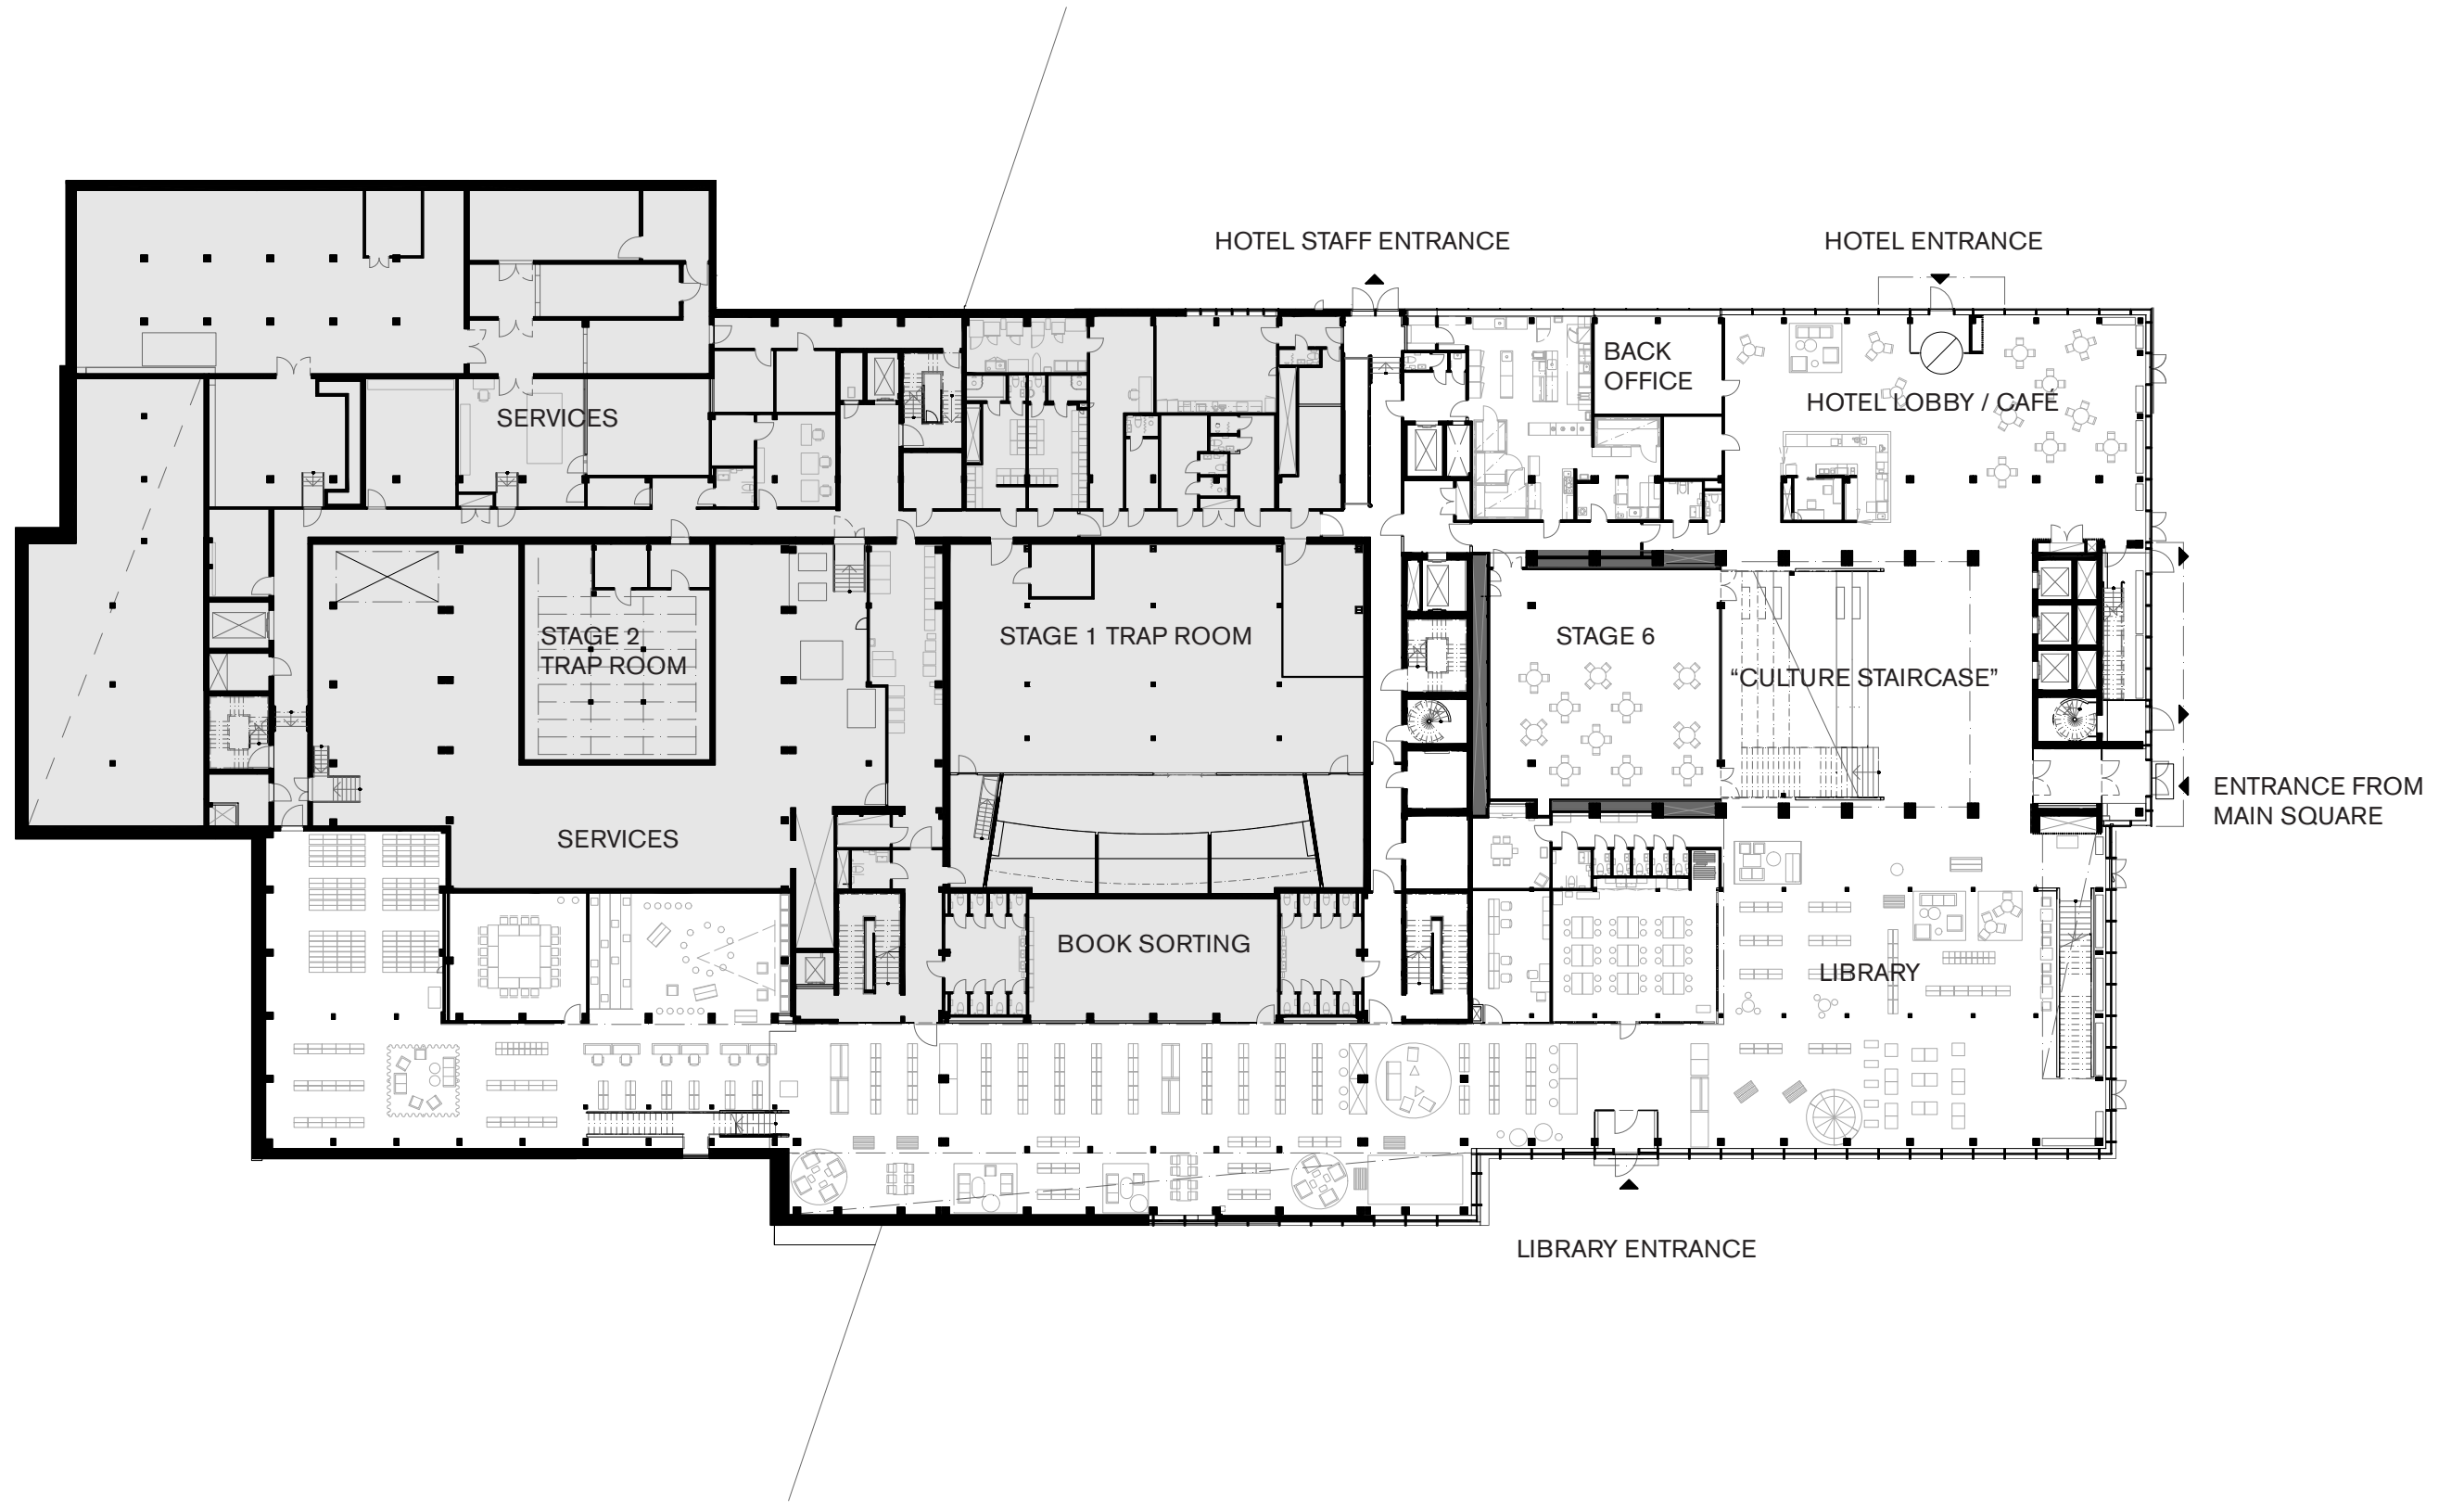 HOTEL STAFF ENTRANCE
HOTEL ENTRANCE
BACK
OFFICE
HOTEL LOBBY / CAFÉ
SERVICES
STAGE 2
TRAP ROOM
STAGE 1 TRAP ROOM
STAGE 6
“CULTURE STAIRCASE”
ENTRANCE FROM
MAIN SQUARE
SERVICES
BOOK SORTING
LIBRARY
LIBRARY ENTRANCE